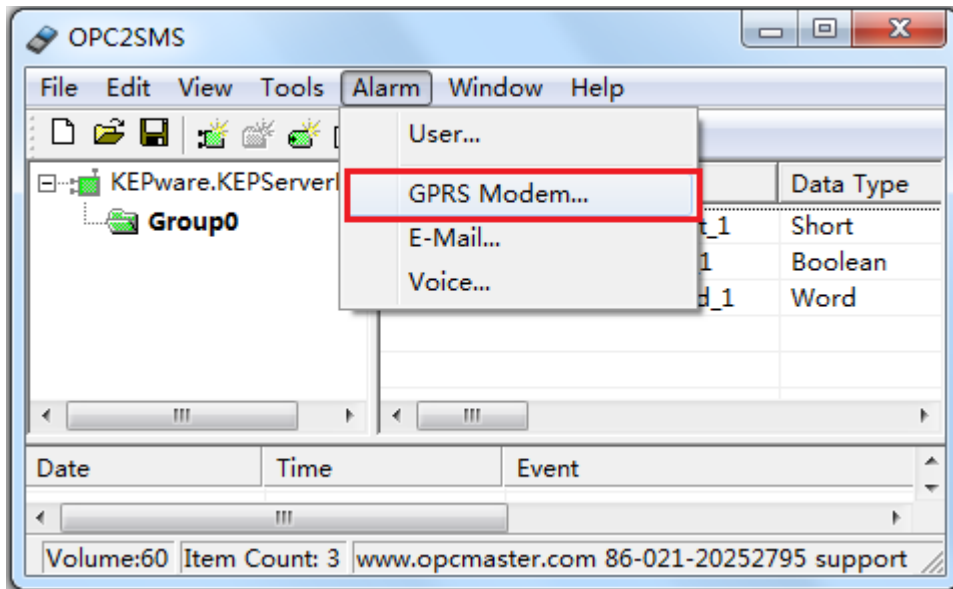 OPC2SMS
File Edit View Tools Alarm Window Help
User...
KEPware.KEPServer
GPRS Modem...
Data Type
Group0
t_1
Short
E-Mail...
1
Boolean
Voice...
d_1
Word
Date Time Event
Volume:60 Item Count: 3 www.opcmaster.com 86-021-20252795 support